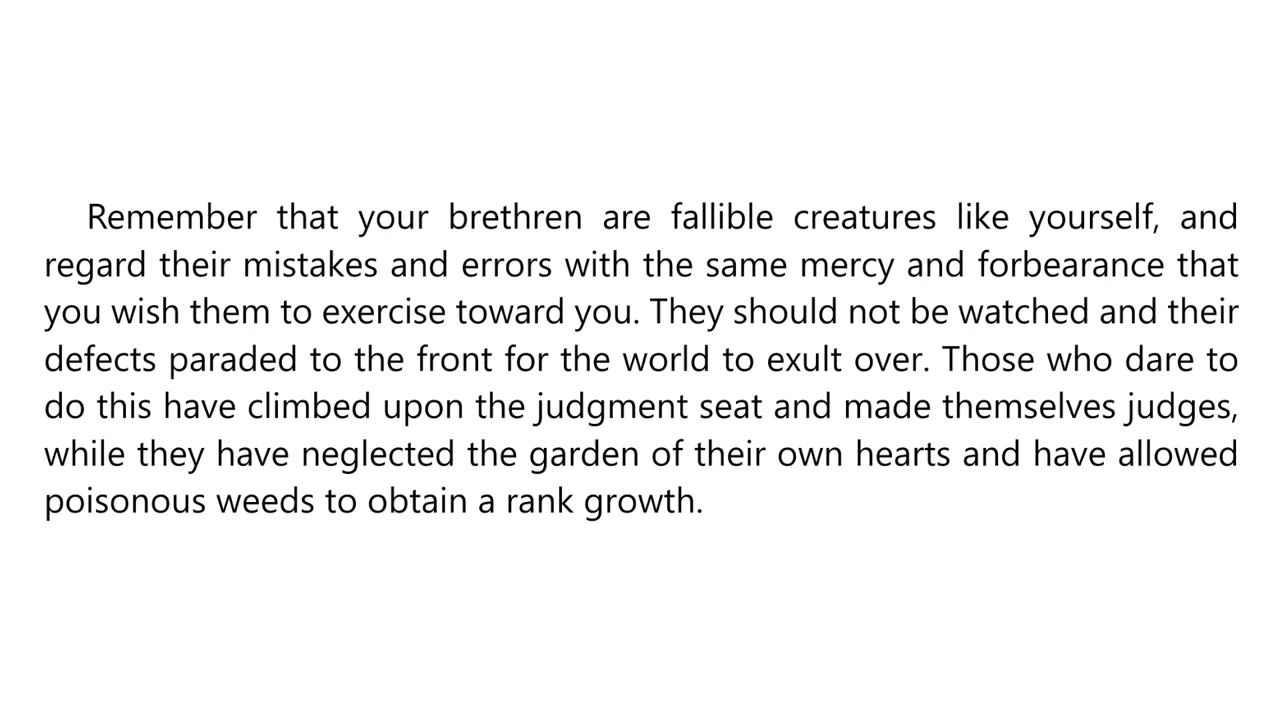 Remember that your brethren are fallible creatures like yourself, and
regard their mistakes and errors with the same mercy and forbearance that
you wish them to exercise toward you. They should not be watched and their
defects paraded to the front for the world to exult over. Those who dare to
do this have climbed upon the judgment seat and made themselves judges,
while they have neglected the garden of their own hearts and have allowed
poisonous weeds to obtain a rank growth.